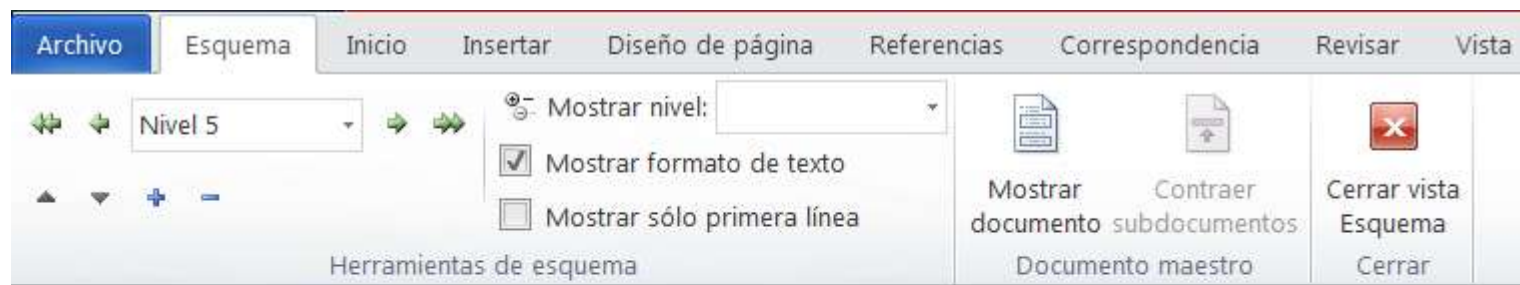 Archivo Esquema Inicio Insertar Diseño de página Referencias Correspondencia Revisar Vista
Nivel 5
Mostrar nivel:
Mostrar formato de texto
Mostrar sólo primera línea
Herramientas de esquema
Mostrar
documento
Contraer
subdocumentos
Documento maestro
Cerrar vista
Esquema
Cerrar